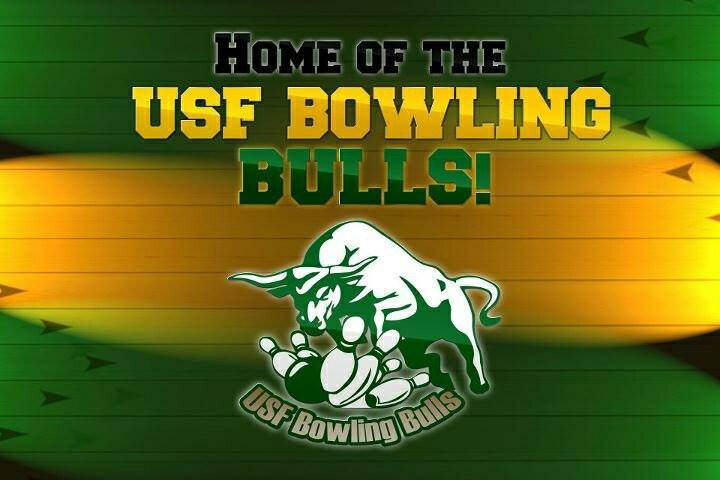 HOME OF THE
USF BOWLING
BULLS!
USF Bowling Bulls